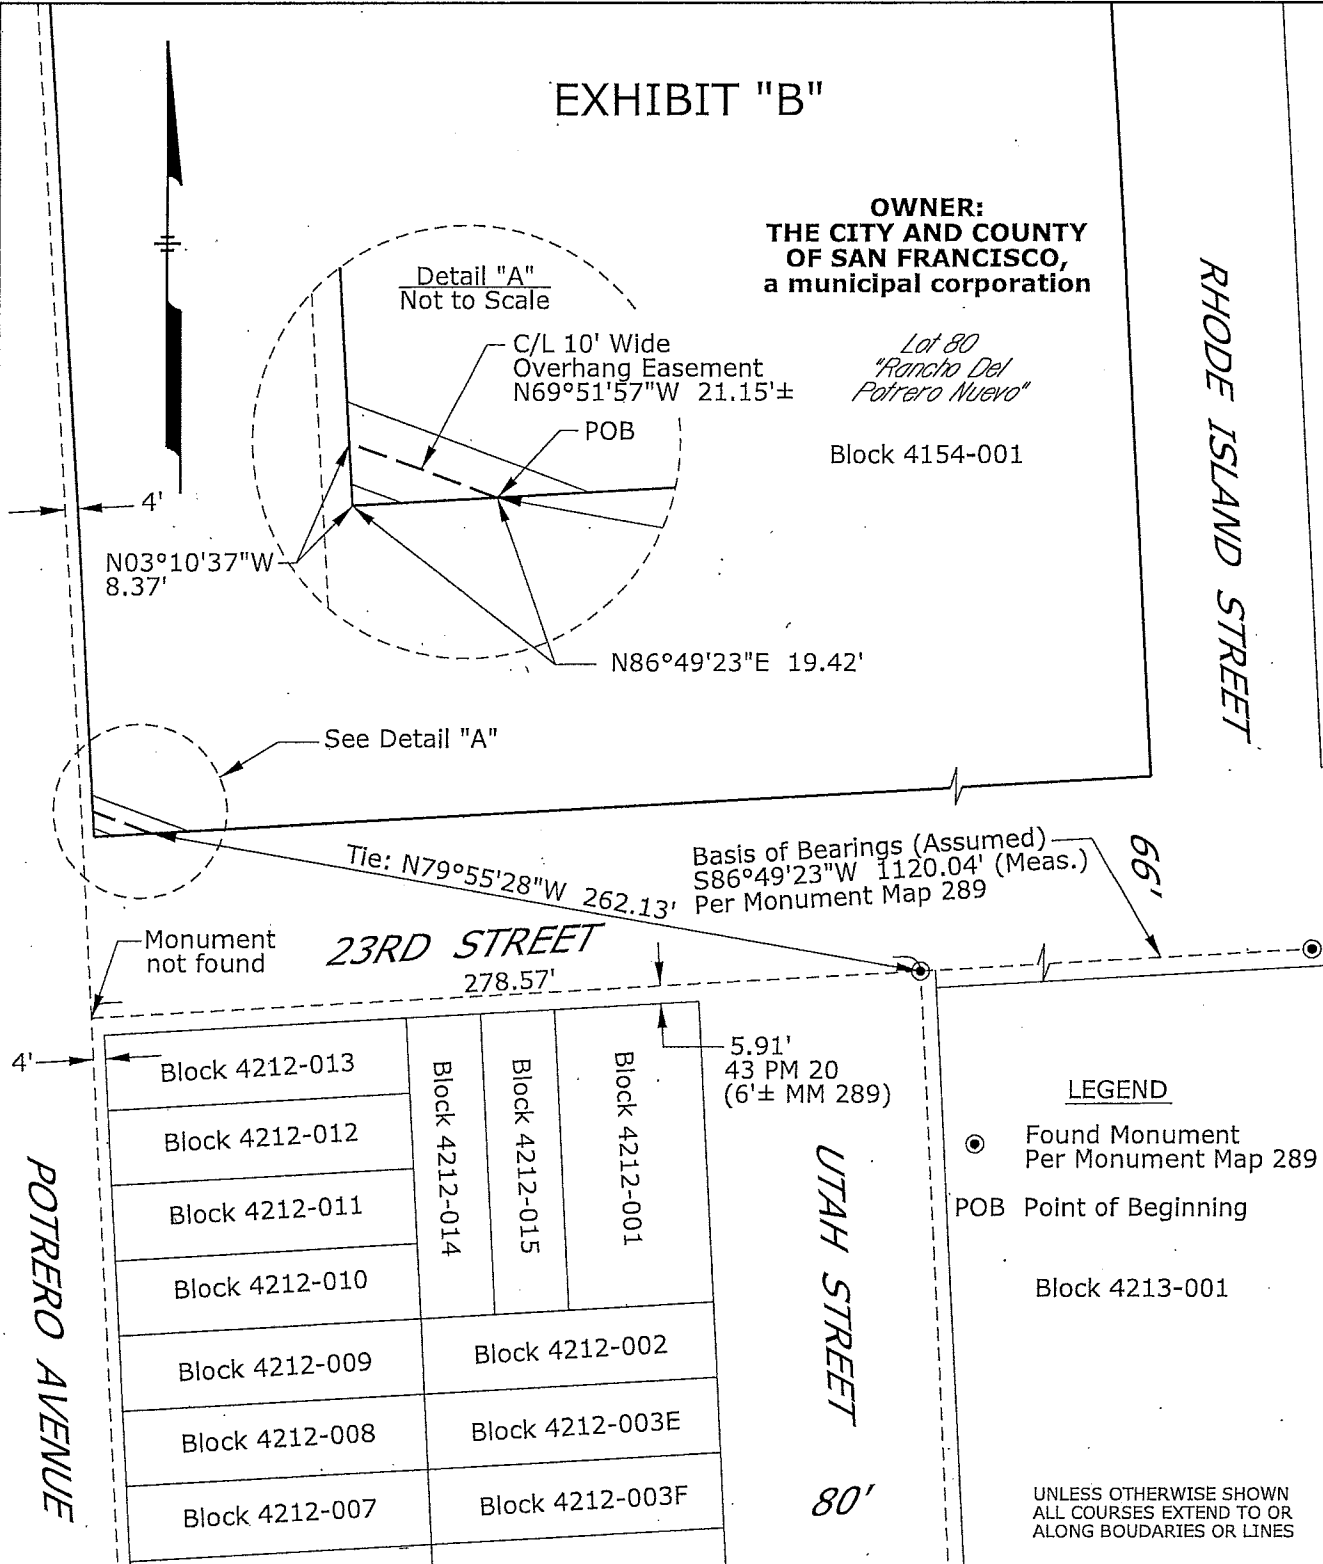 EXHIBIT "B"
OWNER:
THE CITY AND COUNTY
OF SAN FRANCISCO,
a municipal corporation
Lot 80
"Rancho Del
Potrero Nuevo"
Block 4154-001
Detail "A"
Not to Scale
C/L 10' Wide
Overhang Easement
N69°51'57"W 21.15'±
POB
4'
N03°10'37"W
8.37'
N86°49'23"E 19.42'
See Detail "A"
RHODE ISLAND STREET
Tie: N79°55'28"W 262.13'
Basis of Bearings (Assumed)
S86°49'23"W 1120.04' (Meas.)
Per Monument Map 289
66'
Monument
not found
23RD STREET
278.57'
4'
5.91'
43 PM 20
(6'± MM 289)
Block 4212-013
Block 4212-012
Block 4212-011
Block 4212-010
Block 4212-009
Block 4212-008
Block 4212-007
Block 4212-014
Block 4212-015
Block 4212-001
Block 4212-002
Block 4212-003E
Block 4212-003F
POTRERO AVENUE
UTAH STREET
80'
LEGEND
Found Monument
Per Monument Map 289
POB Point of Beginning
Block 4213-001
UNLESS OTHERWISE SHOWN
ALL COURSES EXTEND TO OR
ALONG BOUDARIES OR LINES